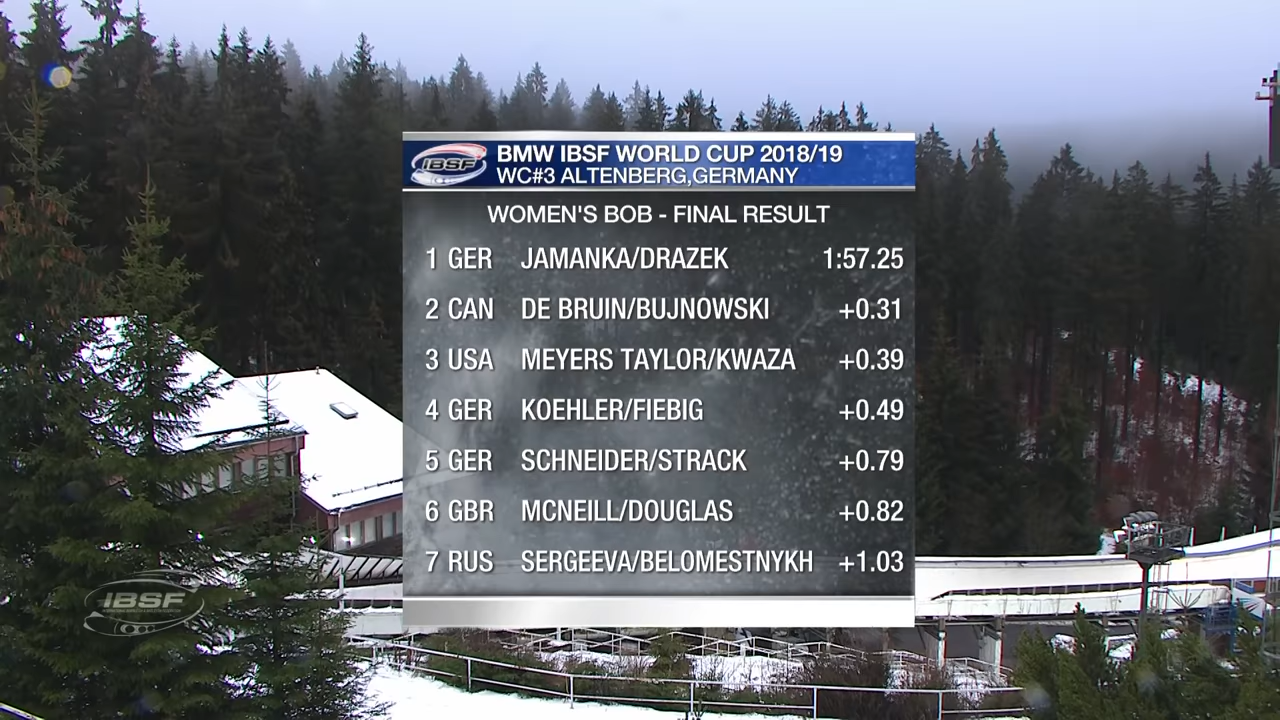 IBSF
BMW IBSF WORLD CUP 2018/19
WC#3 ALTENBERG,GERMANY
WOMEN'S BOB - FINAL RESULT
1 GER JAMANKA/DRAZEK 1:57.25
2 CAN DE BRUIN/BUJNOWSKI +0.31
3 USA MEYERS TAYLOR/KWAZA +0.39
4 GER KOEHLER/FIEBIG +0.49
5 GER SCHNEIDER/STRACK +0.79
6 GBR MCNEILL/DOUGLAS +0.82
7 RUS SERGEEVA/BELOMESTNYKH +1.03
IBSF